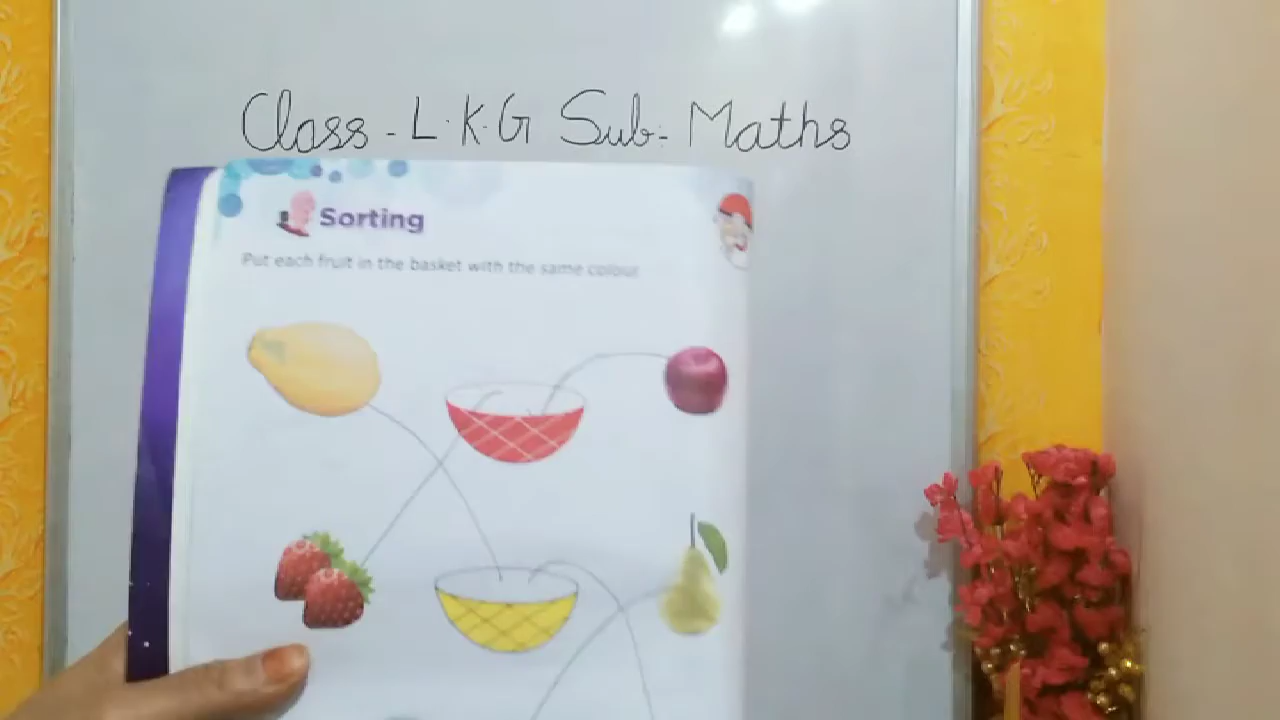 Class - L.K.G Sub:- Maths
Sorting
Put each fruit in the basket with the same colour